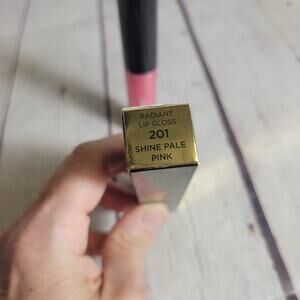 RADIANT
LIP GLOSS
201
SHINE PALE
PINK